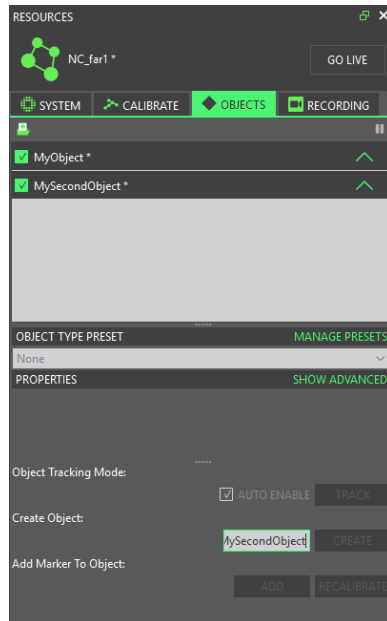 RESOURCES
NC_far1 *
GO LIVE
SYSTEM CALIBRATE OBJECTS RECORDING
MyObject *
MySecondObject *
OBJECT TYPE PRESET MANAGE PRESETS
None
PROPERTIES SHOW ADVANCED
Object Tracking Mode:
AUTO ENABLE TRACK
Create Object:
MySecondObject CREATE
Add Marker To Object:
ADD RECALIBRATE